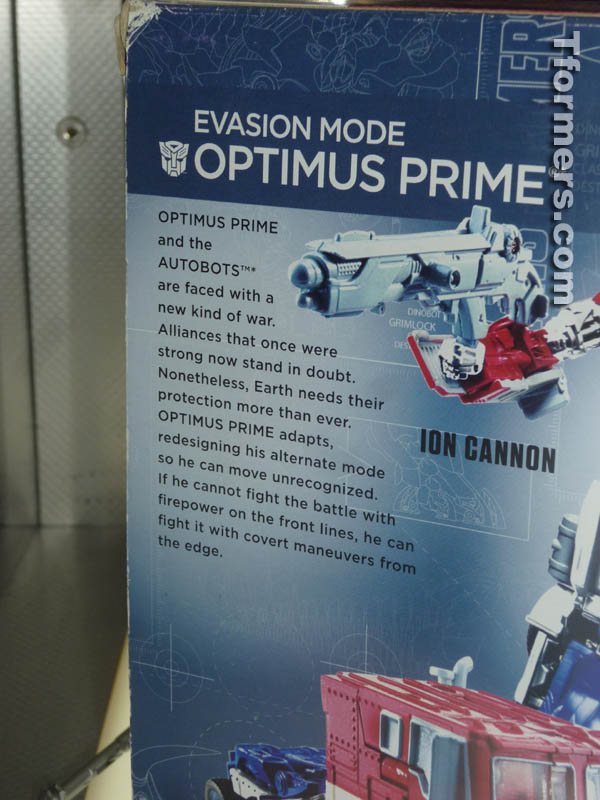 EVASION MODE
OPTIMUS PRIME
OPTIMUS PRIME
and the
AUTOBOTS™*
are faced with a
new kind of war.
Alliances that once were
strong now stand in doubt.
Nonetheless, Earth needs their
protection more than ever.
OPTIMUS PRIME adapts,
redesigning his alternate mode
so he can move unrecognized.
If he cannot fight the battle with
firepower on the front lines, he can
fight it with covert maneuvers from
the edge.
DINOBOT
GRIMLOCK
ION CANNON
Tformers.com